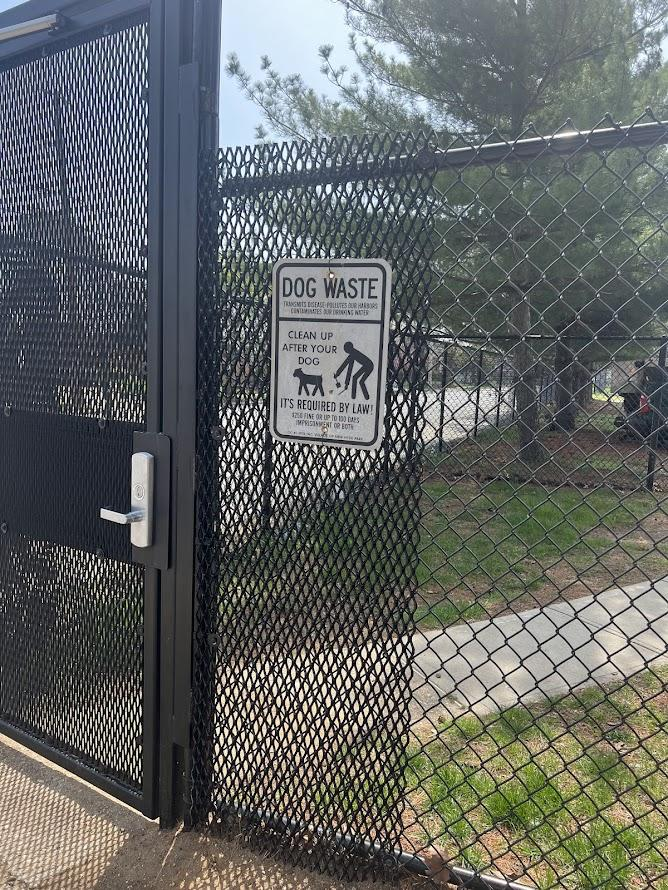 DOG WASTE
TRANSMITS DISEASE-POLLUTES OUR HARBORS
CONTAMINATES OUR DRINKING WATER
CLEAN UP
AFTER YOUR
DOG
IT'S REQUIRED BY LAW!
$250 FINE OR UP TO 100 DAYS
IMPRISONMENT OR BOTH